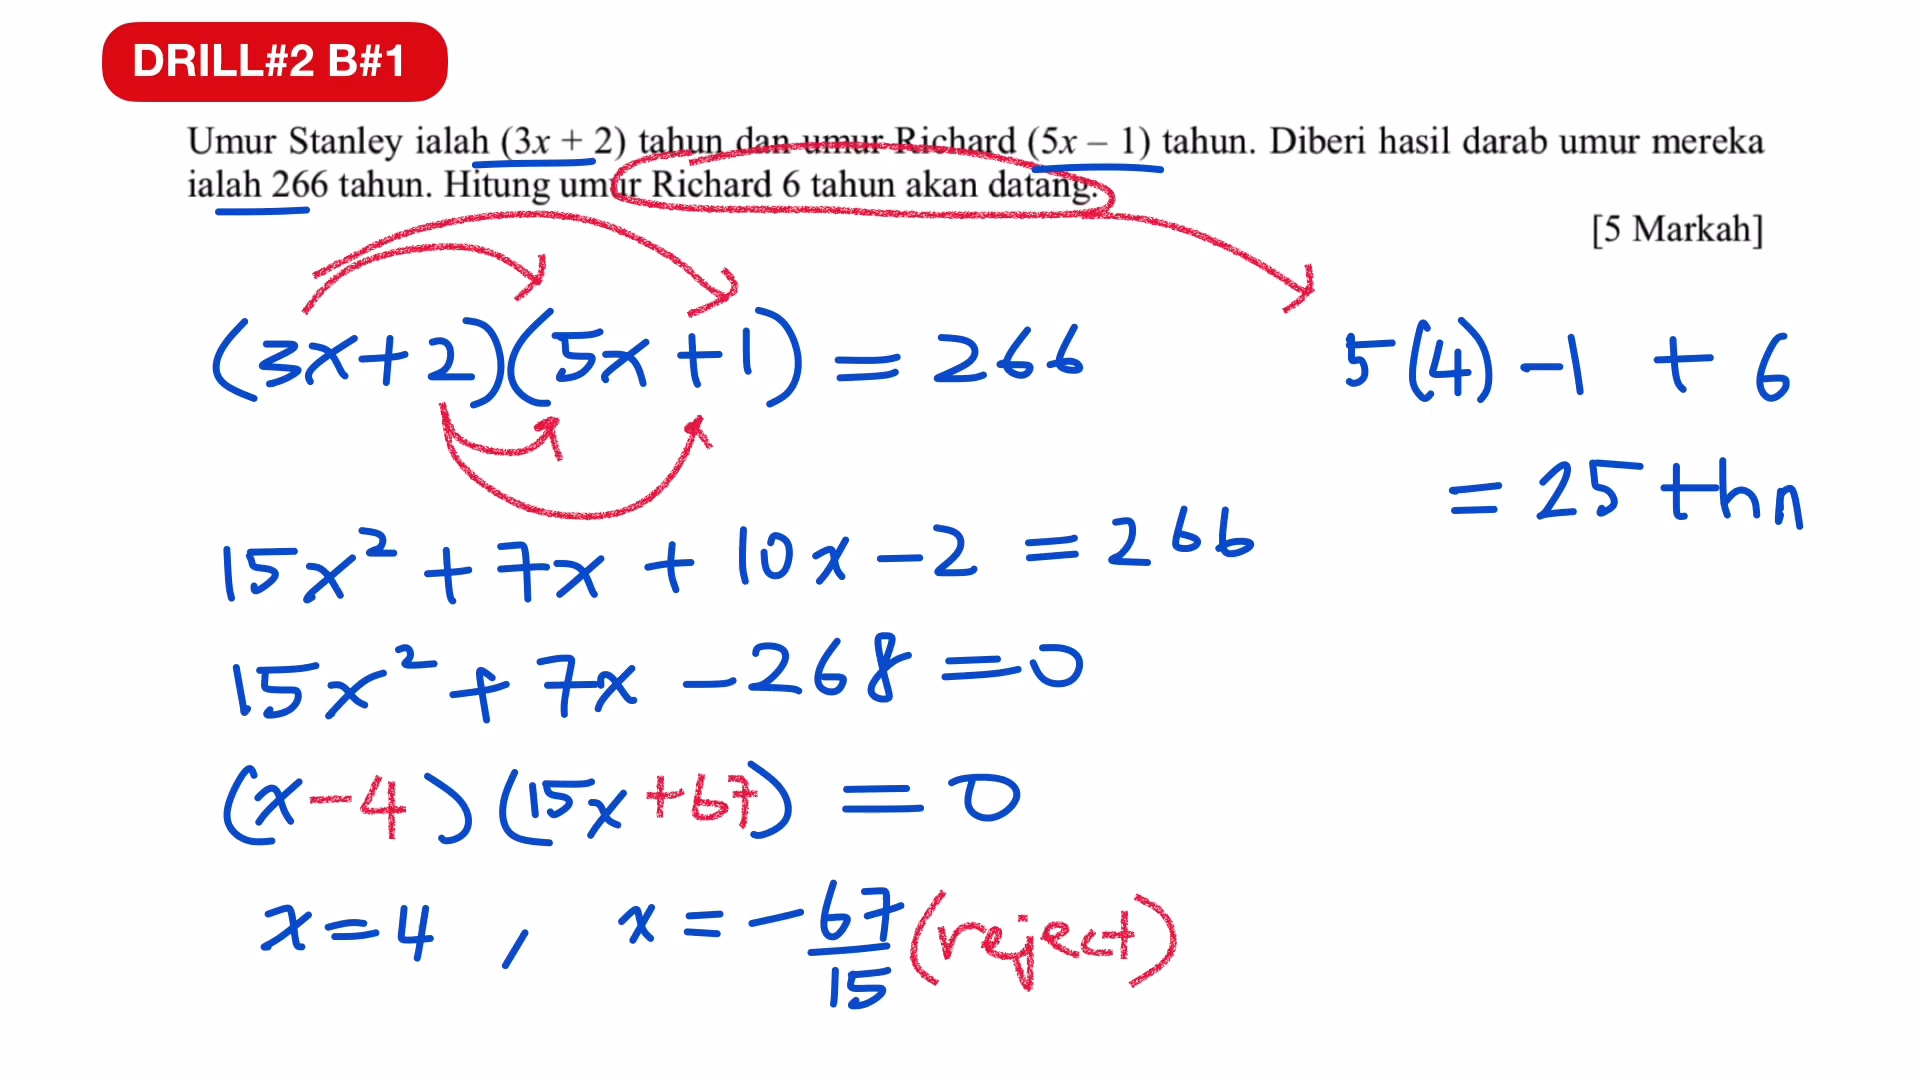 DRILL#2 B#1
Umur Stanley ialah (3x + 2) tahun dan umur Richard (5x – 1) tahun. Diberi hasil darab umur mereka
ialah 266 tahun. Hitung umur Richard 6 tahun akan datang.
[5 Markah]
(3x+2)(5x+1) = 266
15x² + 7x + 10x - 2 = 266
15x² + 7x - 268 = 0
(x-4)(15x+67) = 0
x = 4 , x = -67/15 (reject)
5(4) - 1 + 6
= 25 thn